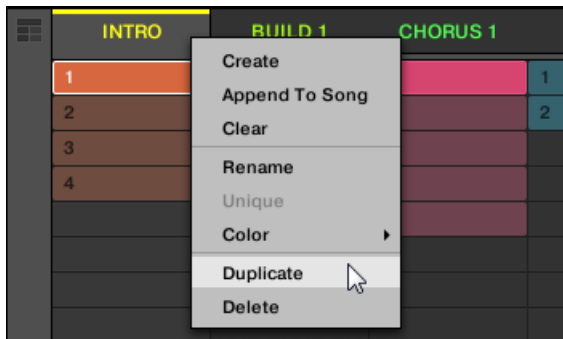 INTRO BUILD 1 CHORUS 1
1 1
2 2
3
4
Create
Append To Song
Clear
Rename
Unique
Color
Duplicate
Delete